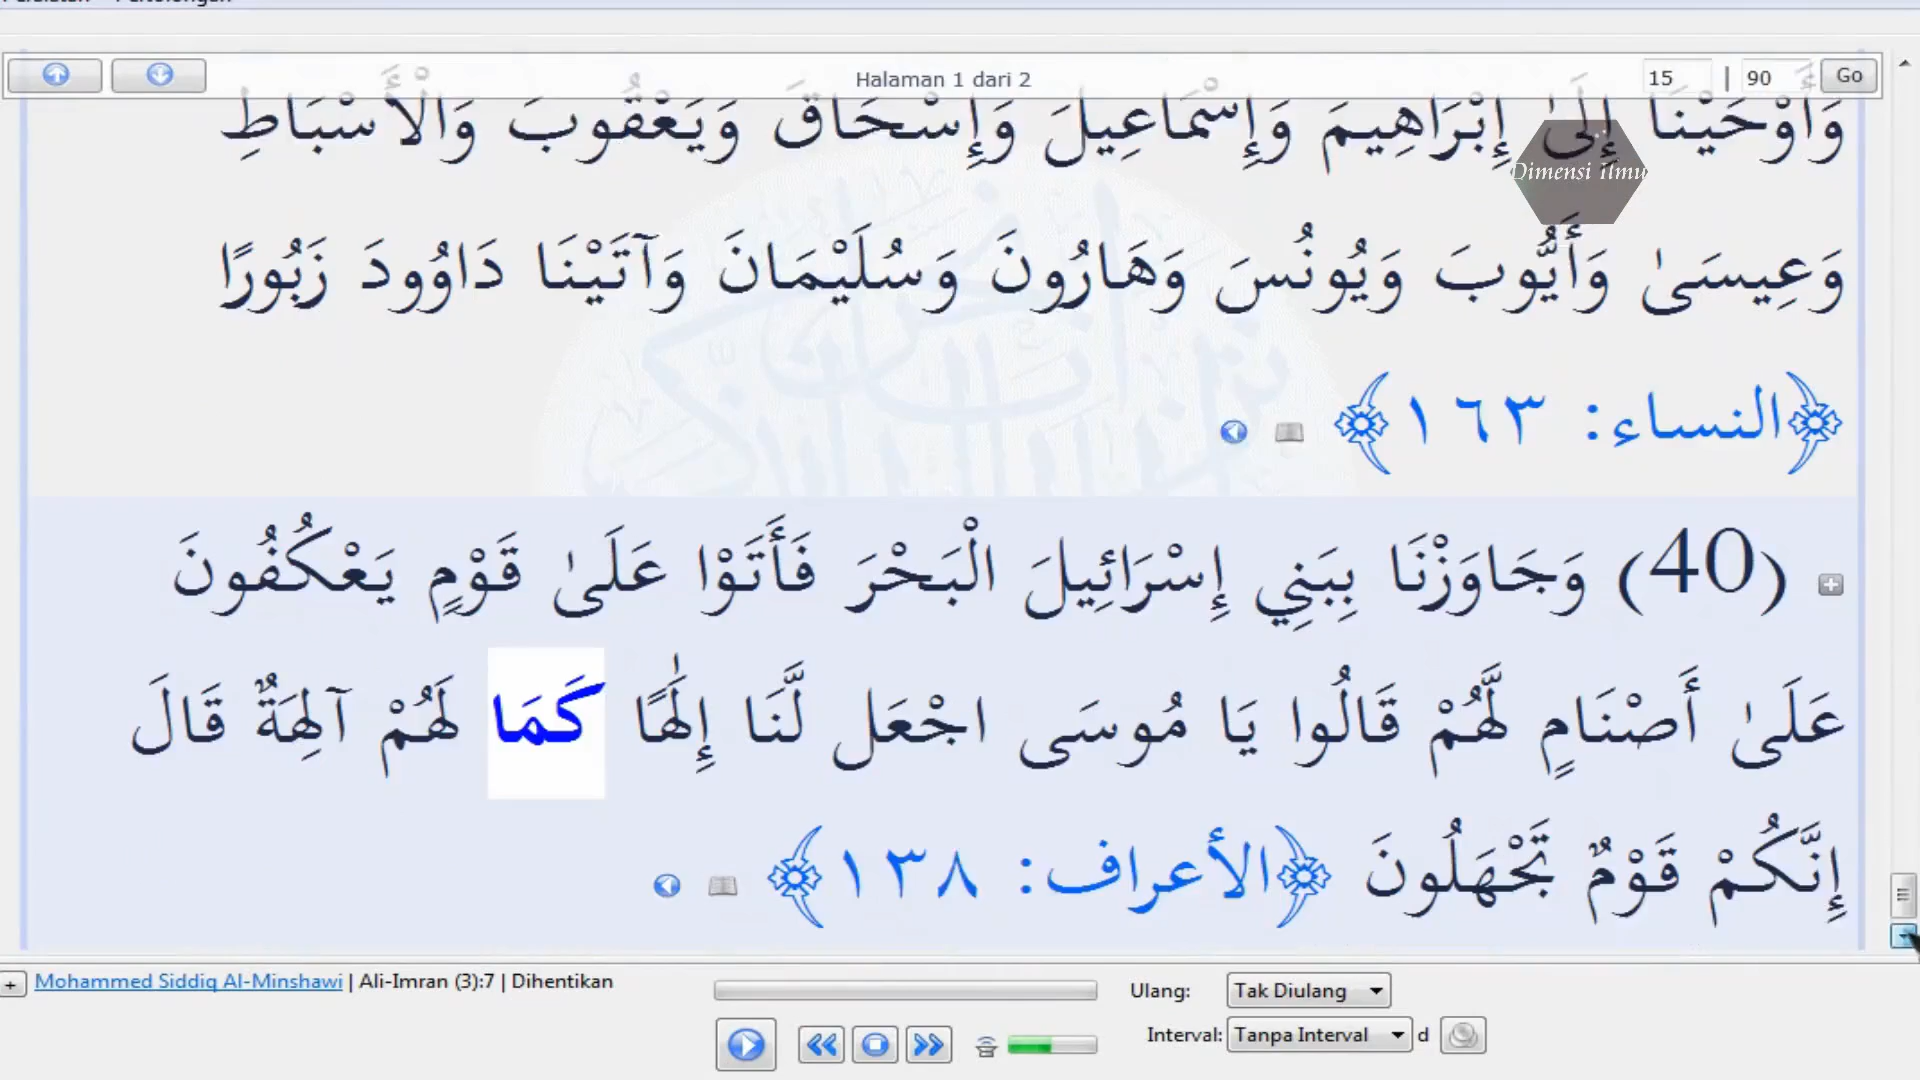 Halaman 1 dari 2
15 | 90 Go
وَأَوْحَيْنَا إِلَىٰ إِبْرَاهِيمَ وَإِسْمَاعِيلَ وَإِسْحَاقَ وَيَعْقُوبَ وَالْأَسْبَاطِ
Dimensi ilmu
وَعِيسَىٰ وَأَيُّوبَ وَيُونُسَ وَهَارُونَ وَسُلَيْمَانَ وَآتَيْنَا دَاوُودَ زَبُورًا
﴿النساء: ١٦٣﴾
(40) وَجَاوَزْنَا بِبَنِي إِسْرَائِيلَ الْبَحْرَ فَأَتَوْا عَلَىٰ قَوْمٍ يَعْكُفُونَ
عَلَىٰ أَصْنَامٍ لَّهُمْ قَالُوا يَا مُوسَى اجْعَل لَّنَا إِلَٰهًا كَمَا لَهُمْ آلِهَةٌ قَالَ
إِنَّكُمْ قَوْمٌ تَجْهَلُونَ ﴿الأعراف: ١٣٨﴾
Mohammed Siddiq Al-Minshawi | Ali-Imran (3):7 | Dihentikan
Ulang: Tak Diulang
Interval: Tanpa Interval d